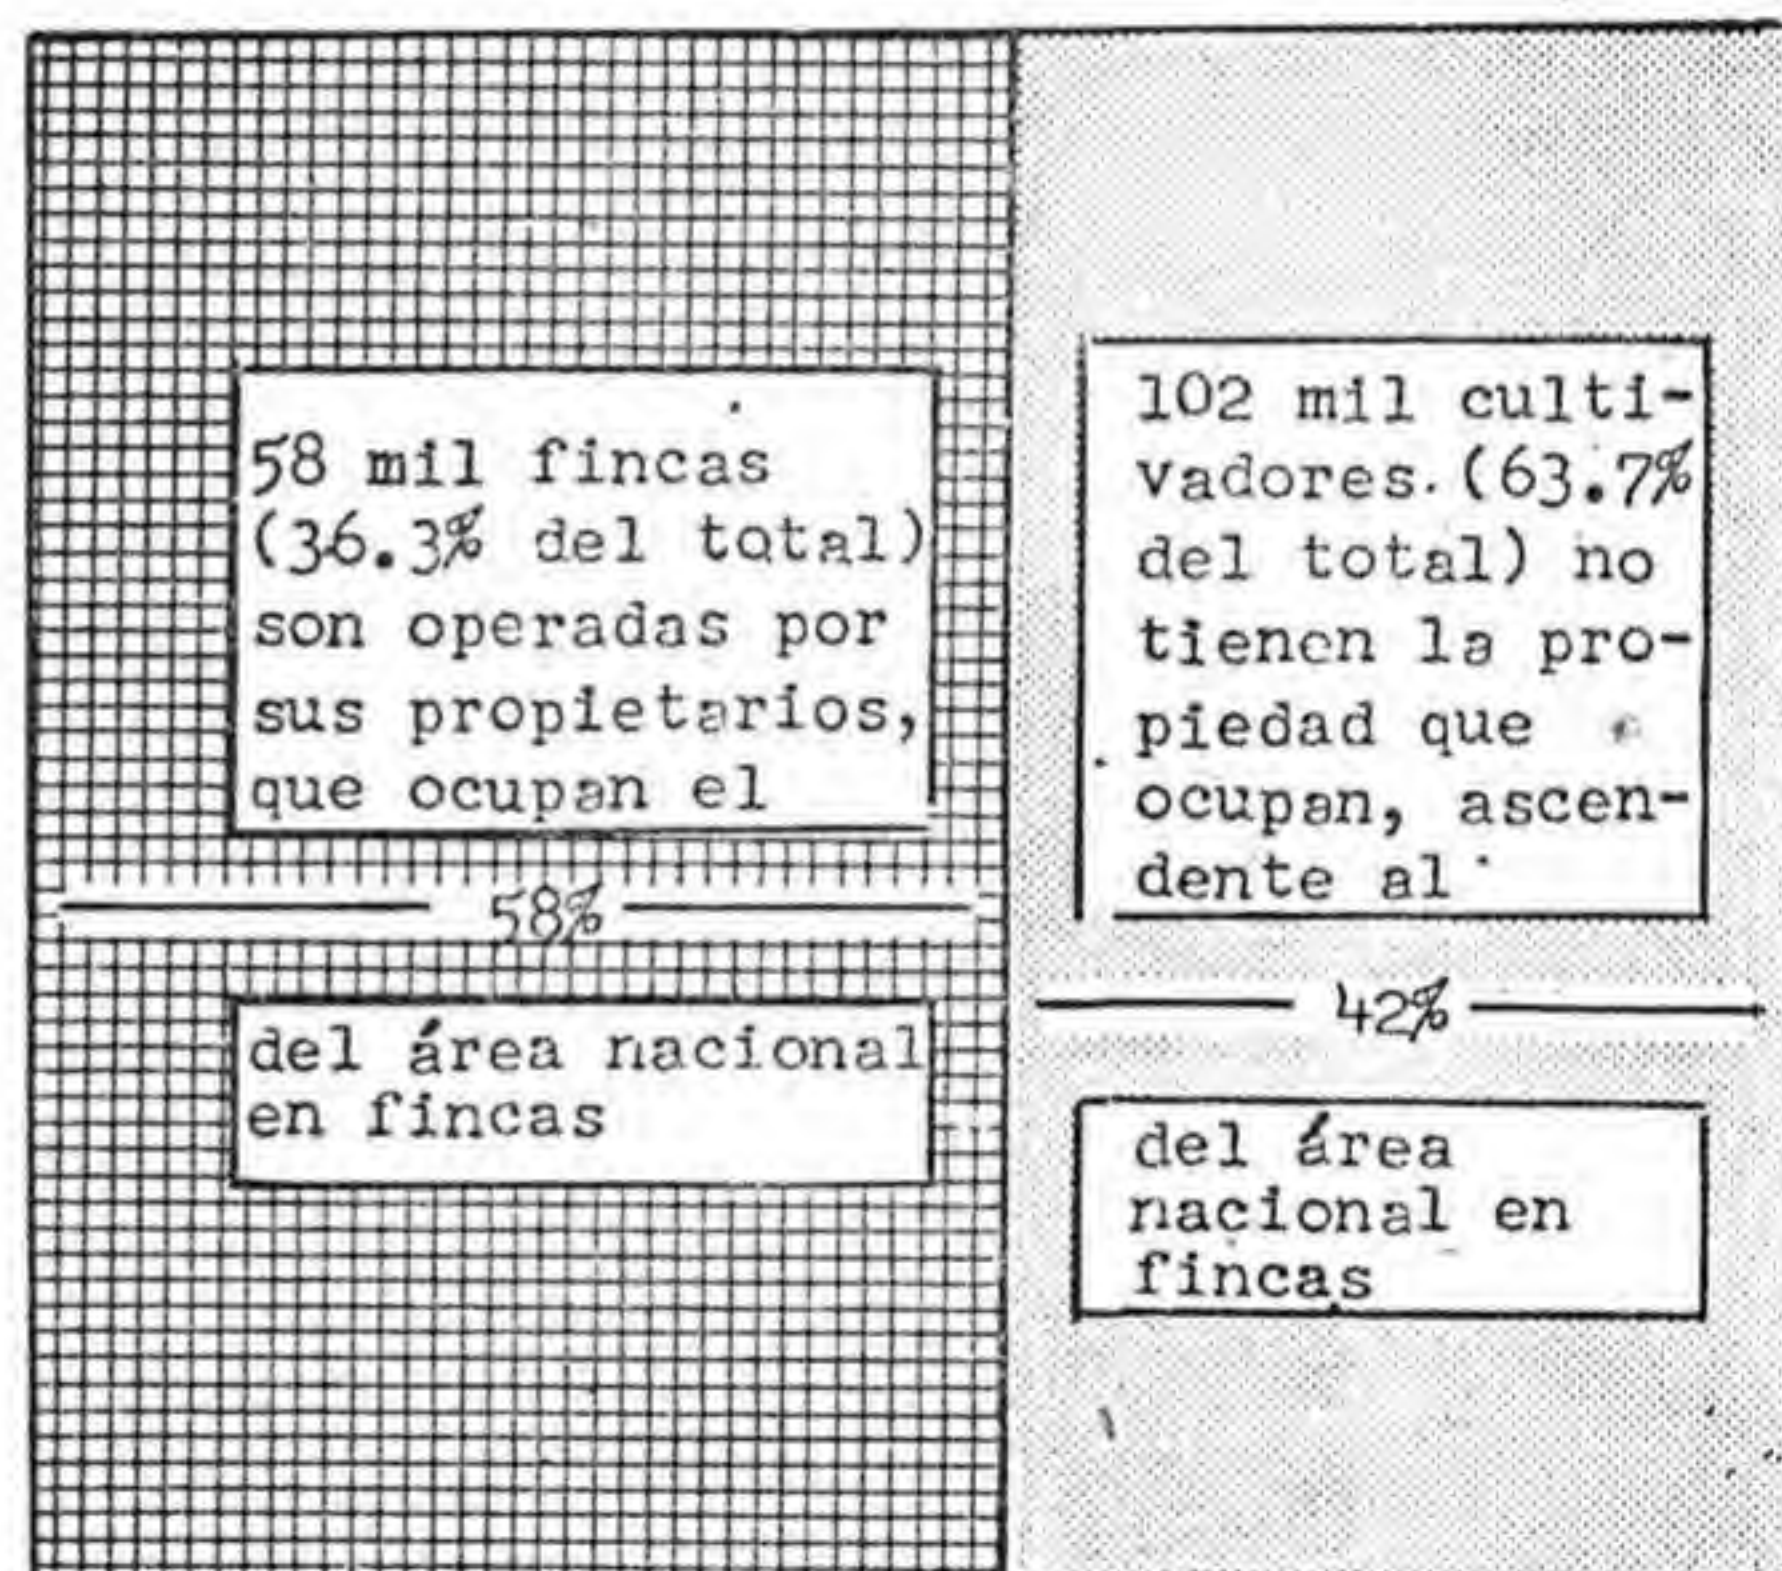 58 mil fincas
(36.3% del total)
son operadas por
sus propietarios,
que ocupan el
58%
del área nacional
en fincas
102 mil culti-
vadores. (63.7%
del total) no
tienen la pro-
piedad que
ocupan, ascen-
dente al
42%
del área
nacional en
fincas